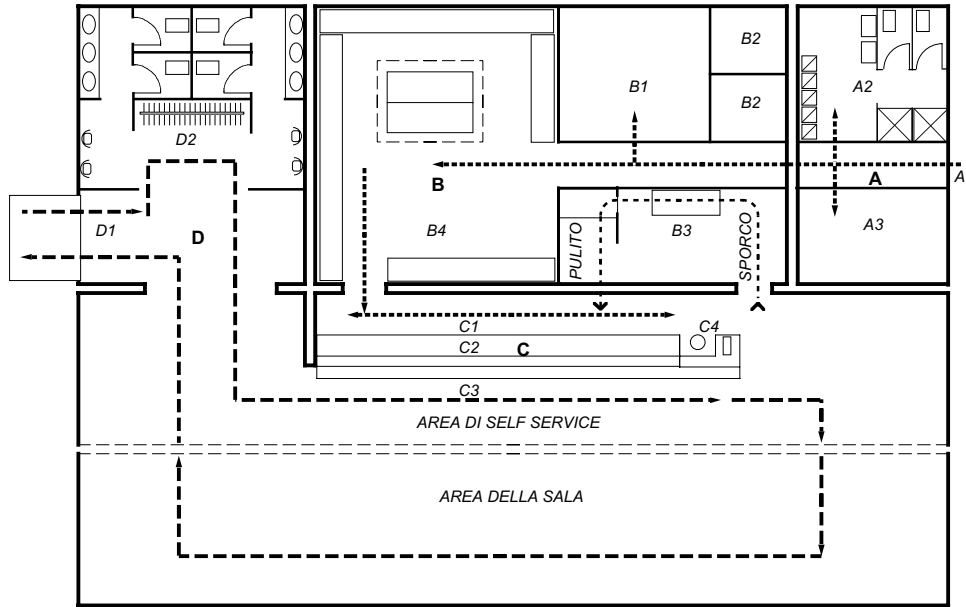 B2
B1
A2
B2
D2
A
B
A
D1
D
B4
PULITO
B3
SPORCO
A3
C1
C4
C2
C
C3
AREA DI SELF SERVICE
AREA DELLA SALA